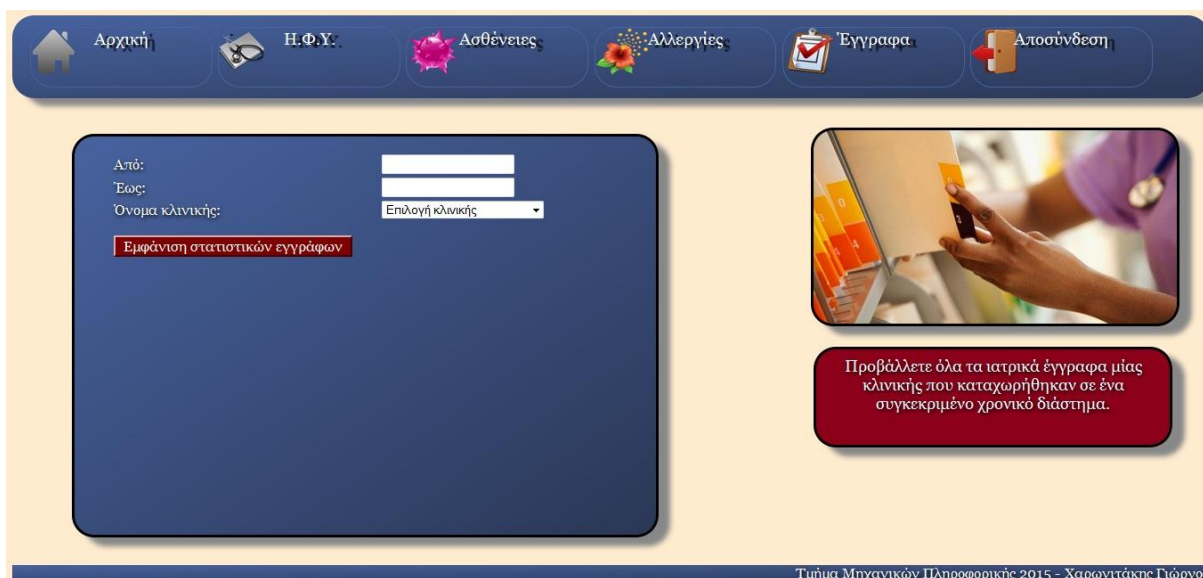 Αρχική
Η.Φ.Υ.
Ασθένειες
Αλλεργίες
Έγγραφα
Αποσύνδεση
Από:
Έως:
Όνομα κλινικής:
Επιλογή κλινικής
Εμφάνιση στατιστικών εγγράφων
Προβάλλετε όλα τα ιατρικά έγγραφα μίας
κλινικής που καταχωρήθηκαν σε ένα
συγκεκριμένο χρονικό διάστημα.
Τμήμα Μηχανικών Πληροφορικής 2015 - Χαρωνιτάκης Γιώργο